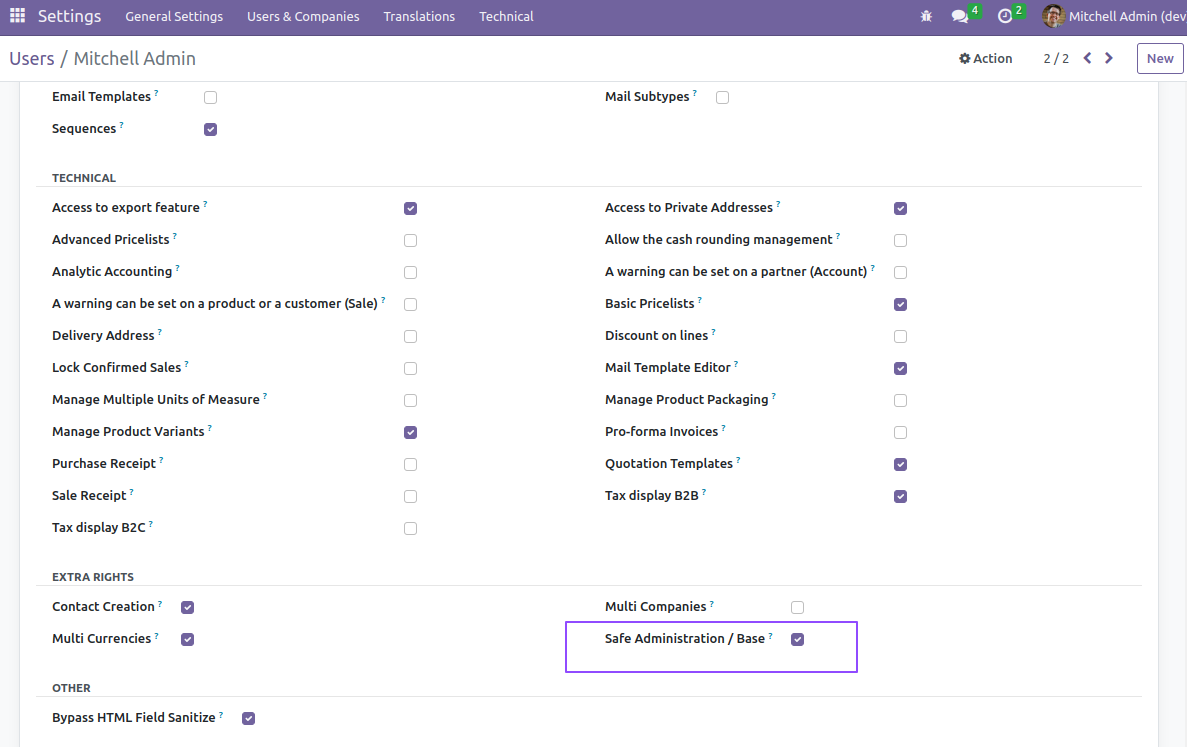 Settings General Settings Users & Companies Translations Technical 4 2 Mitchell Admin (dev
Users / Mitchell Admin Action 2 / 2 New
Email Templates ? Mail Subtypes ?
Sequences ?
TECHNICAL
Access to export feature ? Access to Private Addresses ?
Advanced Pricelists ? Allow the cash rounding management ?
Analytic Accounting ? A warning can be set on a partner (Account) ?
A warning can be set on a product or a customer (Sale) ? Basic Pricelists ?
Delivery Address ? Discount on lines ?
Lock Confirmed Sales ? Mail Template Editor ?
Manage Multiple Units of Measure ? Manage Product Packaging ?
Manage Product Variants ? Pro-forma Invoices ?
Purchase Receipt ? Quotation Templates ?
Sale Receipt ? Tax display B2B ?
Tax display B2C ?
EXTRA RIGHTS
Contact Creation ? Multi Companies ?
Multi Currencies ? Safe Administration / Base ?
OTHER
Bypass HTML Field Sanitize ?